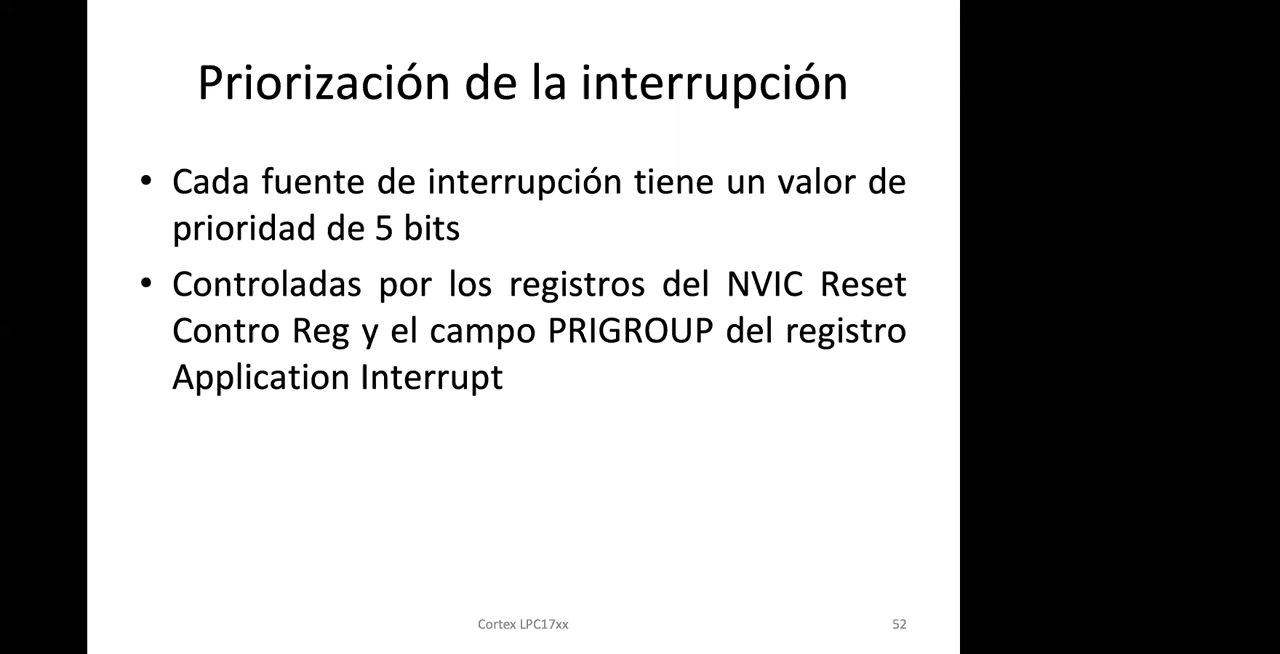 Priorización de la interrupción
• Cada fuente de interrupción tiene un valor de
prioridad de 5 bits
• Controladas por los registros del NVIC Reset
Contro Reg y el campo PRIGROUP del registro
Application Interrupt
Cortex LPC17xx
52